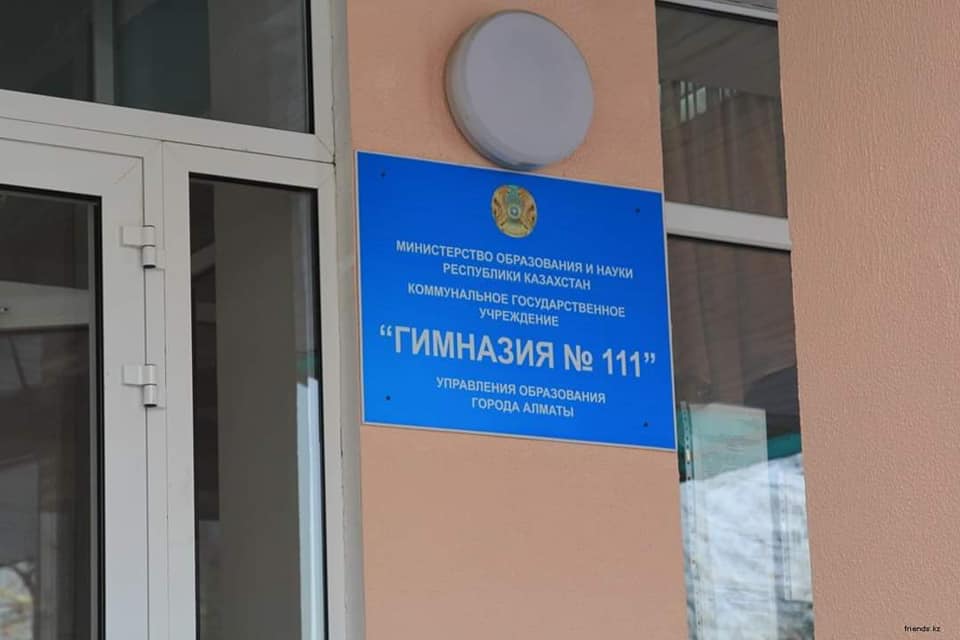 МИНИСТЕРСТВО ОБРАЗОВАНИЯ И НАУКИ
РЕСПУБЛИКИ КАЗАХСТАН
КОММУНАЛЬНОЕ ГОСУДАРСТВЕННОЕ
УЧРЕЖДЕНИЕ
“ГИМНАЗИЯ № 111”
УПРАВЛЕНИЯ ОБРАЗОВАНИЯ
ГОРОДА АЛМАТЫ
friends.kz